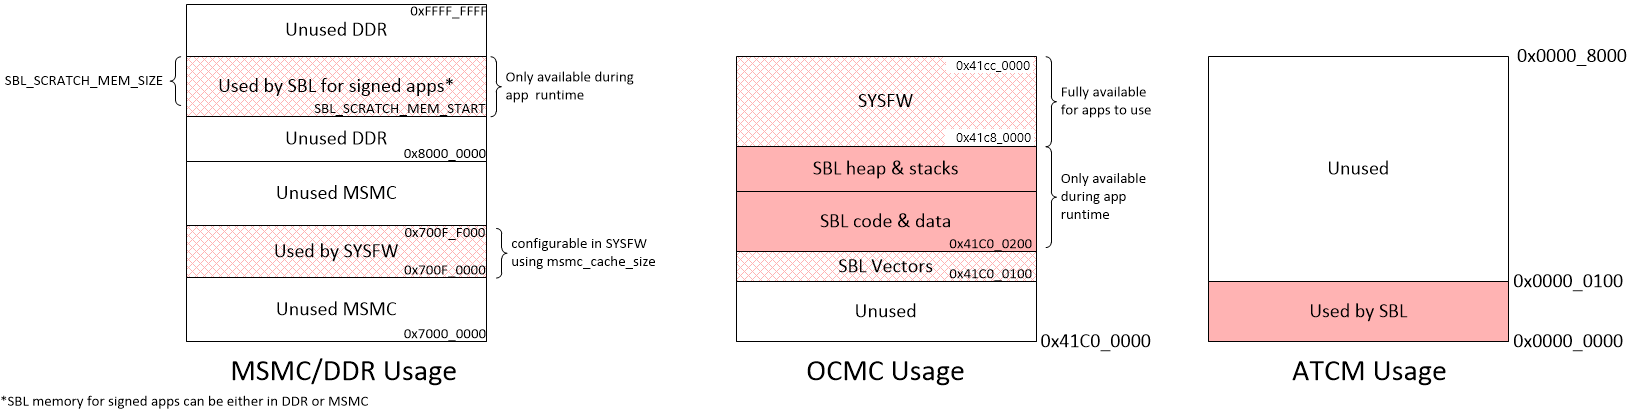 0xFFFF_FFFF
Unused DDR
SBL_SCRATCH_MEM_SIZE
Used by SBL for signed apps*
SBL_SCRATCH_MEM_START
Only available during
app runtime
Unused DDR
0x8000_0000
Unused MSMC
0x700F_F000
Used by SYSFW
0x700F_0000
configurable in SYSFW
using msmc_cache_size
Unused MSMC
0x7000_0000
MSMC/DDR Usage
*SBL memory for signed apps can be either in DDR or MSMC
0x41cc_0000
SYSFW
0x41c8_0000
Fully available
for apps to use
SBL heap & stacks
SBL code & data
0x41C0_0200
Only available
during app
runtime
SBL Vectors
0x41C0_0100
Unused
0x41C0_0000
OCMC Usage
0x0000_8000
Unused
0x0000_0100
Used by SBL
0x0000_0000
ATCM Usage